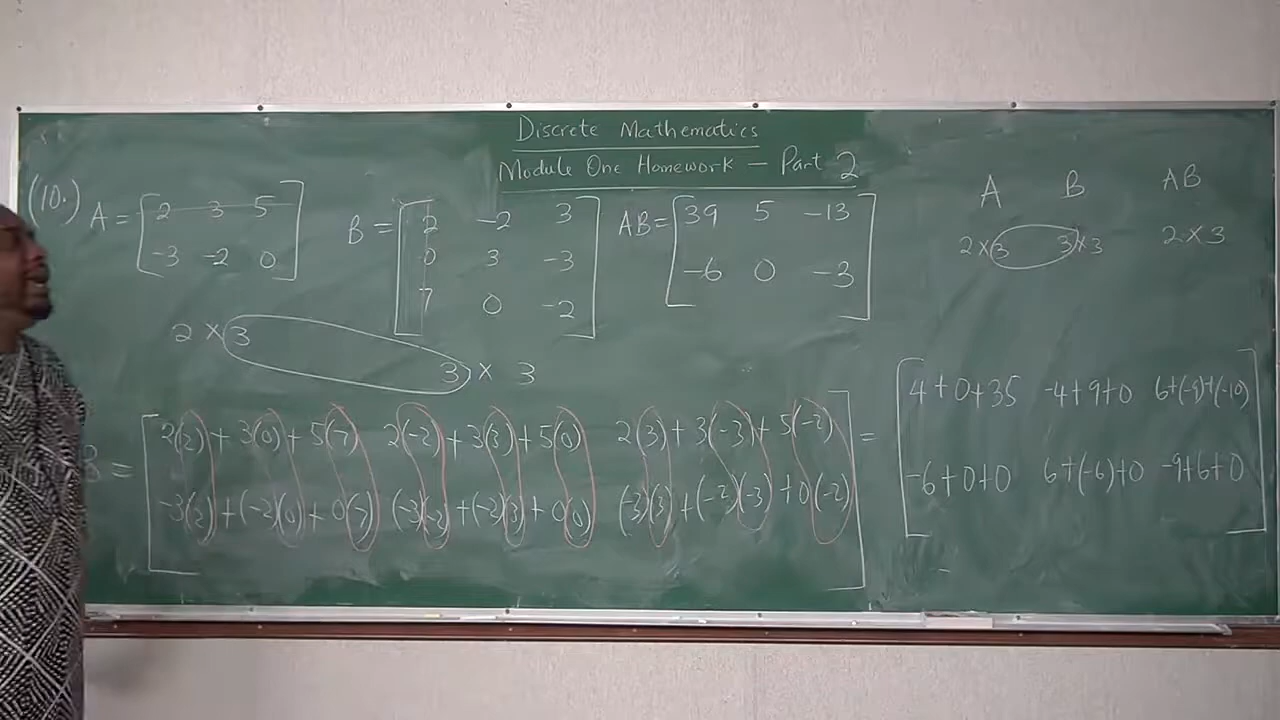 Discrete Mathematics
Module One Homework – Part 2
(10.) A = [2 3 5
-3 -2 0]
B = [2 -2 3
0 3 -3
7 0 -2]
AB = [39 5 -13
-6 0 -3]
A B AB
2×3 3×3 2×3
2×3 3×3
B = [2(2)+3(0)+5(7) 2(-2)+3(3)+5(0) 2(3)+3(-3)+5(-2)
-3(2)+(-2)(0)+0(7) (-3)(-2)+(-2)(3)+0(0) (-3)(3)+(-2)(-3)+0(-2)]
= [4+0+35 -4+9+0 6+(-9)+(-10)
-6+0+0 6+(-6)+0 -9+6+0]